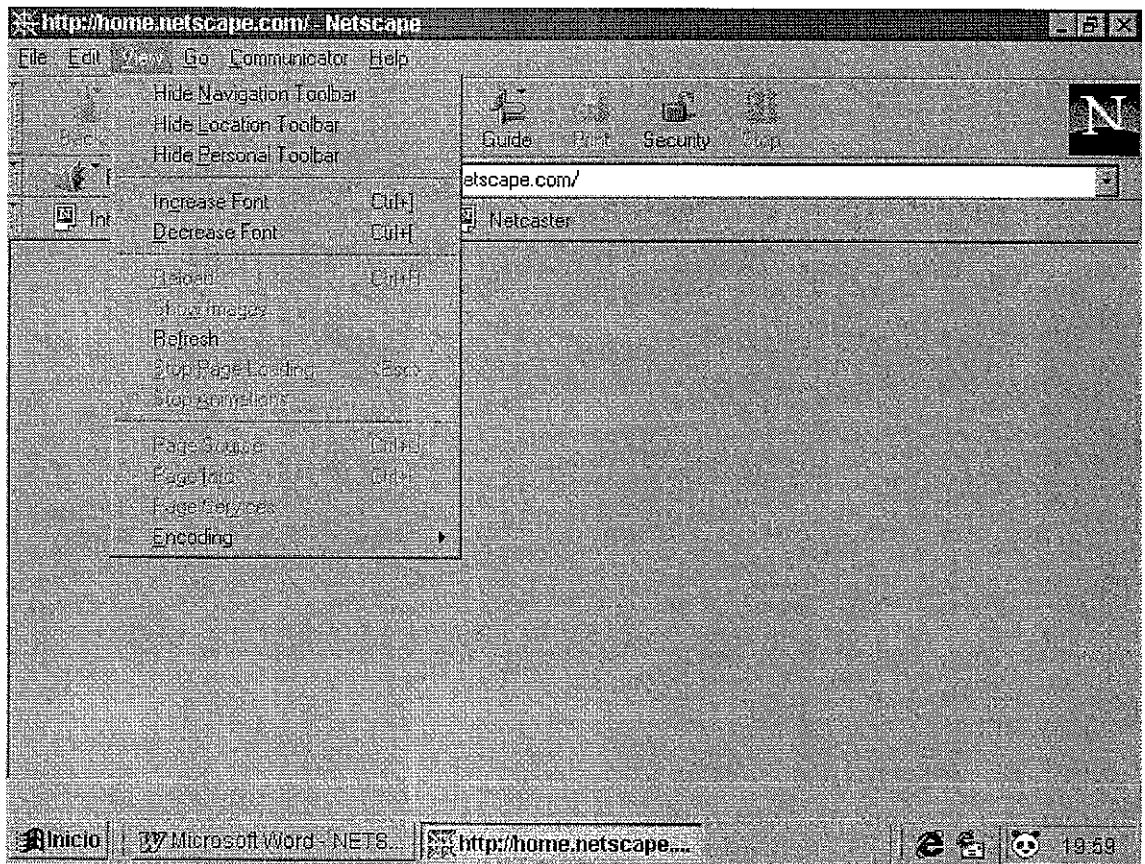 http://home.netscape.com/ - Netscape
File Edit View Go Communicator Help
Hide Navigation Toolbar
Hide Location Toolbar
Hide Personal Toolbar
Increase Font Ctrl+]
Decrease Font Ctrl+[
Reload Ctrl+R
Show Images
Refresh
Stop Page Loading <Esc>
Stop Animations
Page Source Ctrl+U
Page Info Ctrl+I
Page Services
Encoding
Back Guide Print Security Stop
N
etscape.com/
Int Netcaster
Inicio Microsoft Word - NETS... http://home.netscape.... 19:59